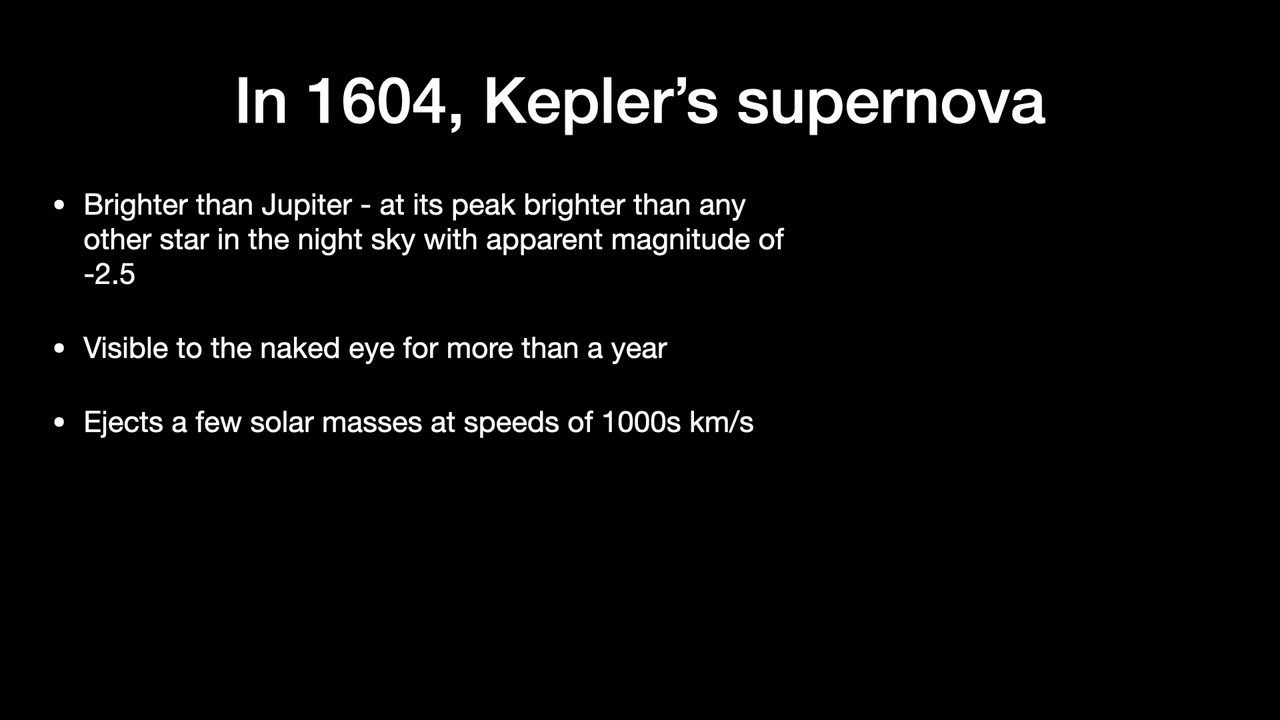 In 1604, Kepler’s supernova
• Brighter than Jupiter - at its peak brighter than any
other star in the night sky with apparent magnitude of
-2.5
• Visible to the naked eye for more than a year
• Ejects a few solar masses at speeds of 1000s km/s